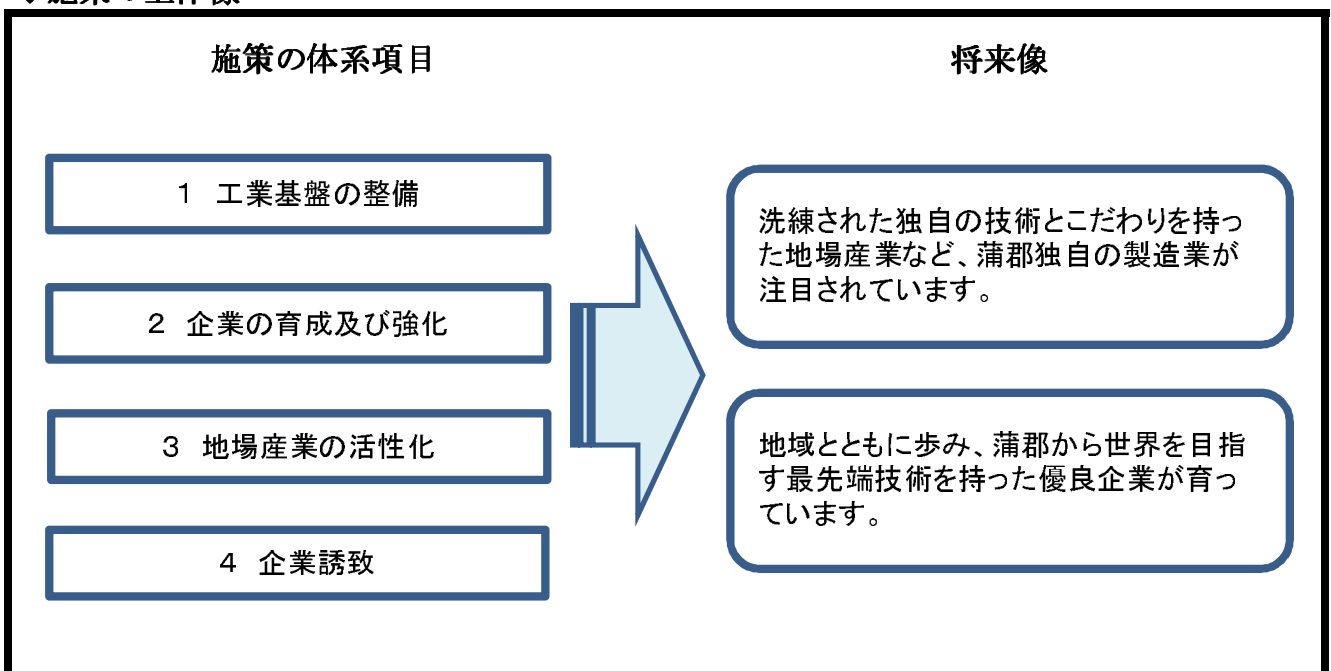 施策の体系項目
将来像
1 工業基盤の整備
2 企業の育成及び強化
3 地場産業の活性化
4 企業誘致
洗練された独自の技術とこだわりを持っ
た地場産業など、蒲郡独自の製造業が
注目されています。
地域とともに歩み、蒲郡から世界を目指
す最先端技術を持った優良企業が育っ
ています。